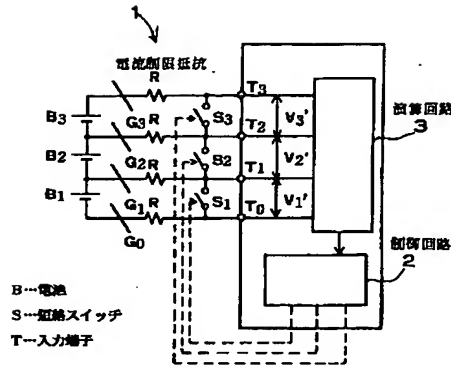 1
電流制限抵抗
R
T3
B3
G3
R
S3
T2
V3'
演算回路
3
B2
G2
R
S2
T1
V2'
B1
G1
R
S1
T0
V1'
G0
制御回路
2
B…電池
S…短絡スイッチ
T…入力端子